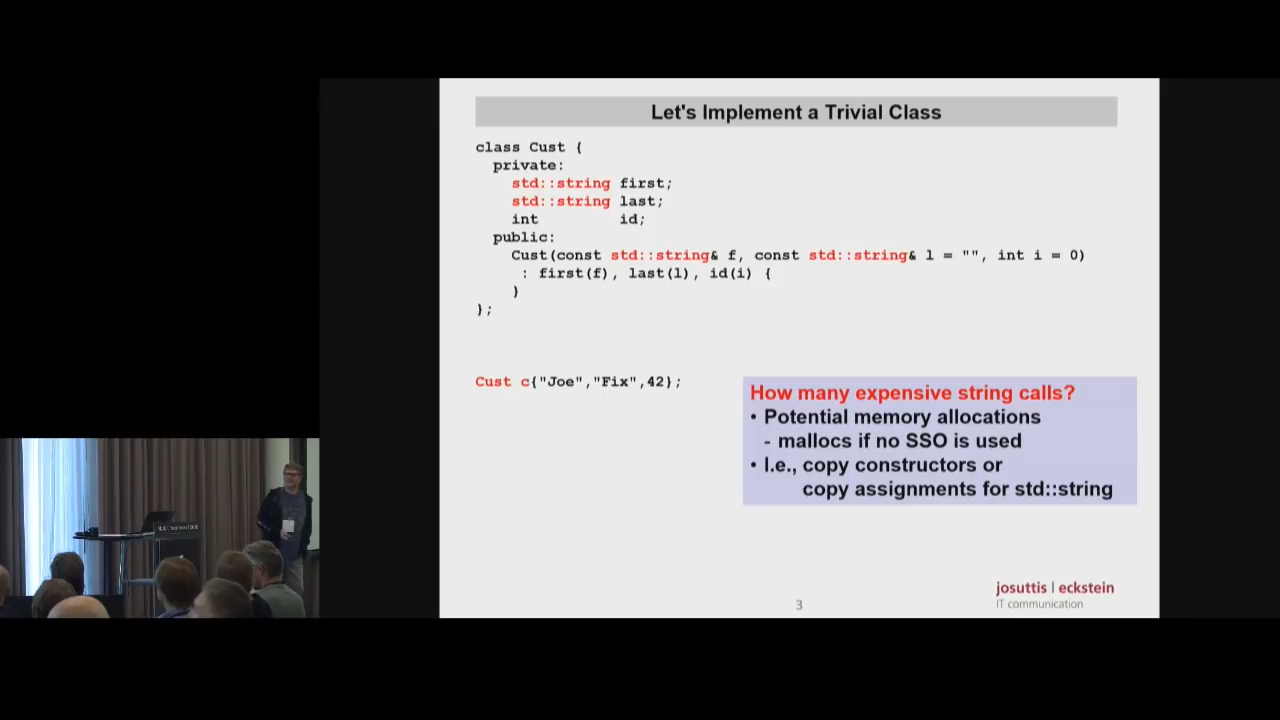 Let's Implement a Trivial Class
class Cust {
private:
std::string first;
std::string last;
int id;
public:
Cust(const std::string& f, const std::string& l = "", int i = 0)
: first(f), last(l), id(i) {
}
};
Cust c{"Joe","Fix",42};
How many expensive string calls?
• Potential memory allocations
- mallocs if no SSO is used
• I.e., copy constructors or
copy assignments for std::string
josuttis | eckstein
IT communication
3